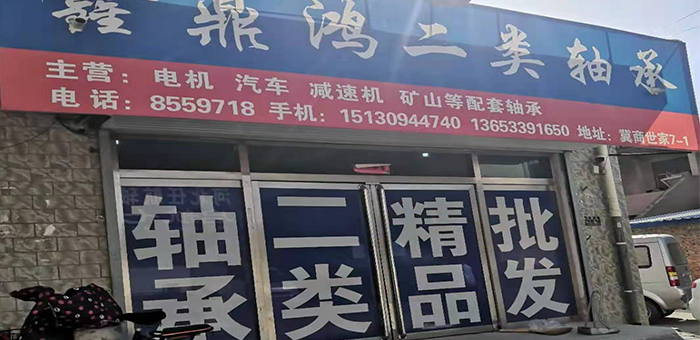 鑫鼎鸿二类轴承
主营：电机 汽车 减速机 矿山等配套轴承
电话：8559718 手机：15130944740 13653391650 地址：冀商世家7-1
轴承 二类 精品 批发